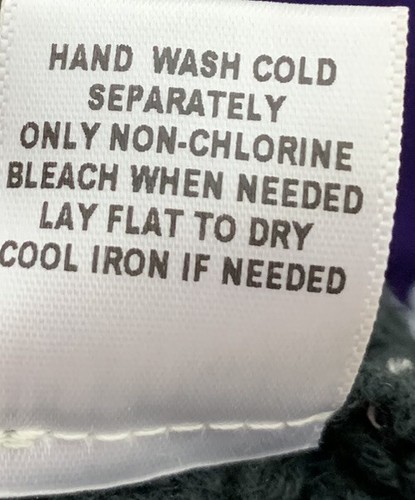 HAND WASH COLD
SEPARATELY
ONLY NON-CHLORINE
BLEACH WHEN NEEDED
LAY FLAT TO DRY
COOL IRON IF NEEDED